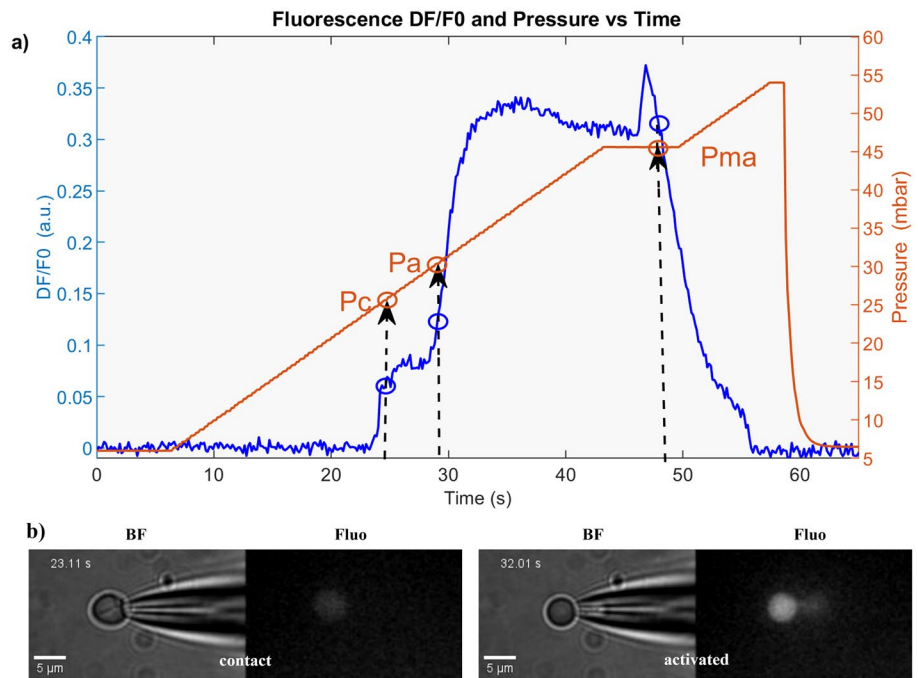 Fluorescence DF/F0 and Pressure vs Time
a)
DF/F0 (a.u.)
0.4
0.35
0.3
0.25
0.2
0.15
0.1
0.05
0
Pc
Pa
Pma
60
55
50
45
40
35
30
25
20
15
10
5
Pressure (mbar)
0 10 20 30 40 50 60
Time (s)
b)
BF Fluo BF Fluo
23.11 s 32.01 s
5 µm contact 5 µm activated